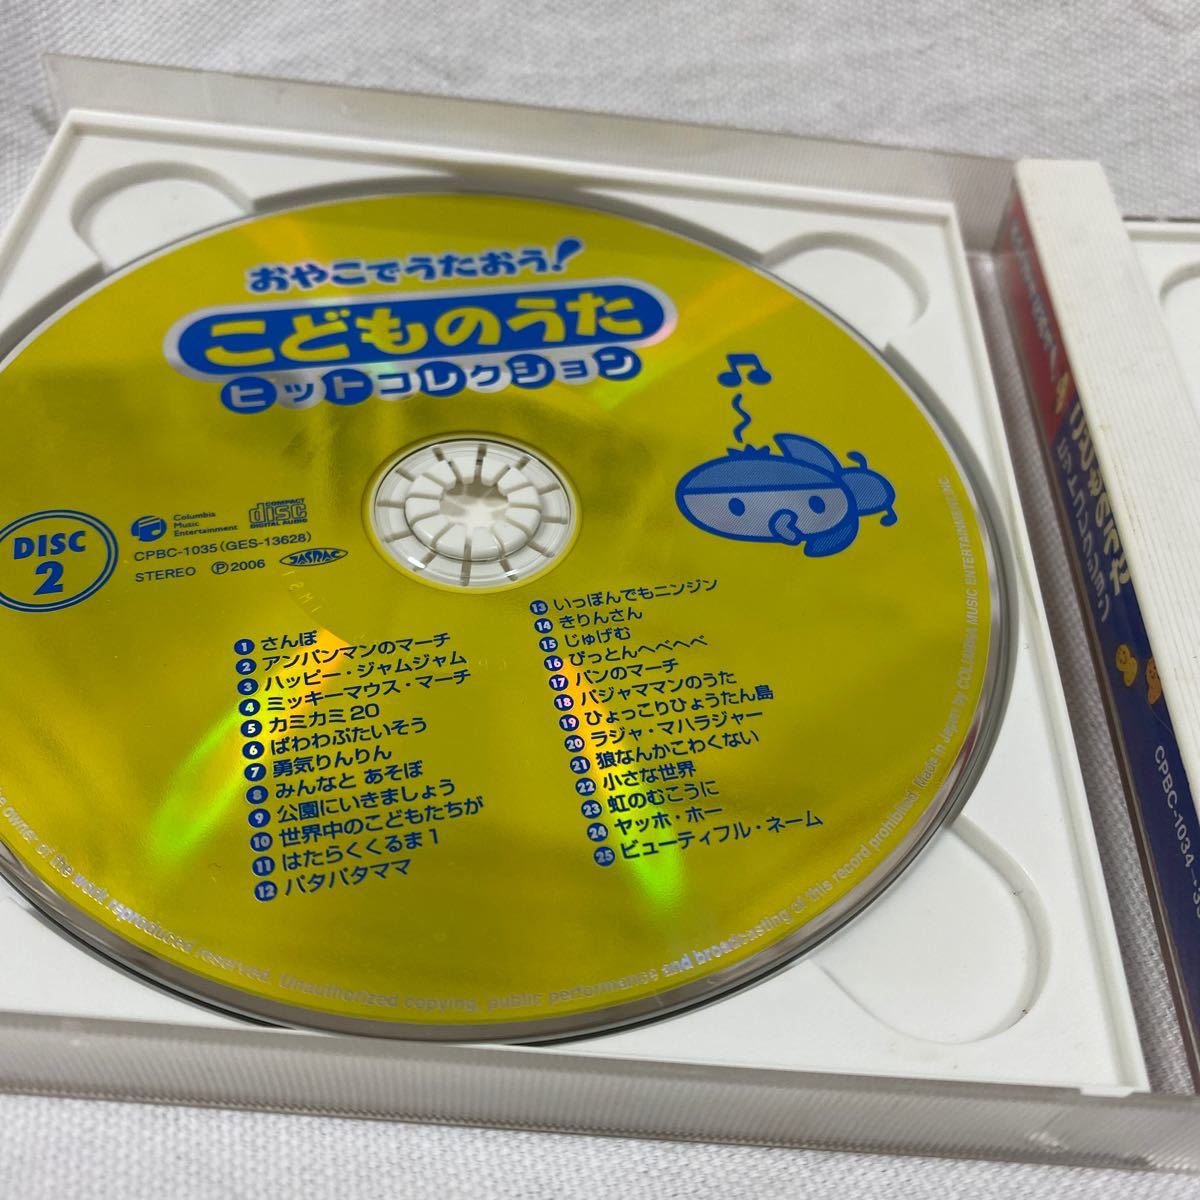 おやこでうたおう!
こどものうた
ヒットコレクション
DISC
2
Columbia
Music
Entertainment
COMPACT
disc
DIGITAL AUDIO
CPBC-1035(GES-13628)
STEREO Ⓟ2006 JASRAC
1 さんぽ
2 アンパンマンのマーチ
3 ハッピー・ジャムジャム
4 ミッキーマウス・マーチ
5 カミカミ20
6 ぱわわぷたいそう
7 勇気りんりん
8 みんなと あそぼ
9 公園にいきましょう
10 世界中のこどもたちが
11 はたらくくるま1
12 パタパタママ
13 いっぽんでもニンジン
14 きりんさん
15 じゅげむ
16 ぴっとんへべへべ
17 パンのマーチ
18 パジャママンのうた
19 ひょっこりひょうたん島
20 ラジャ・マハラジャー
21 狼なんかこわくない
22 小さな世界
23 虹のむこうに
24 ヤッホ・ホー
25 ビューティフル・ネーム
the owner of the work reproduced reserved. Unauthorized copying, public performance and broadcasting of this record prohibited. Made in Japan by COLUMBIA MUSIC ENTERTAINMENT,INC.
CPBC-1034